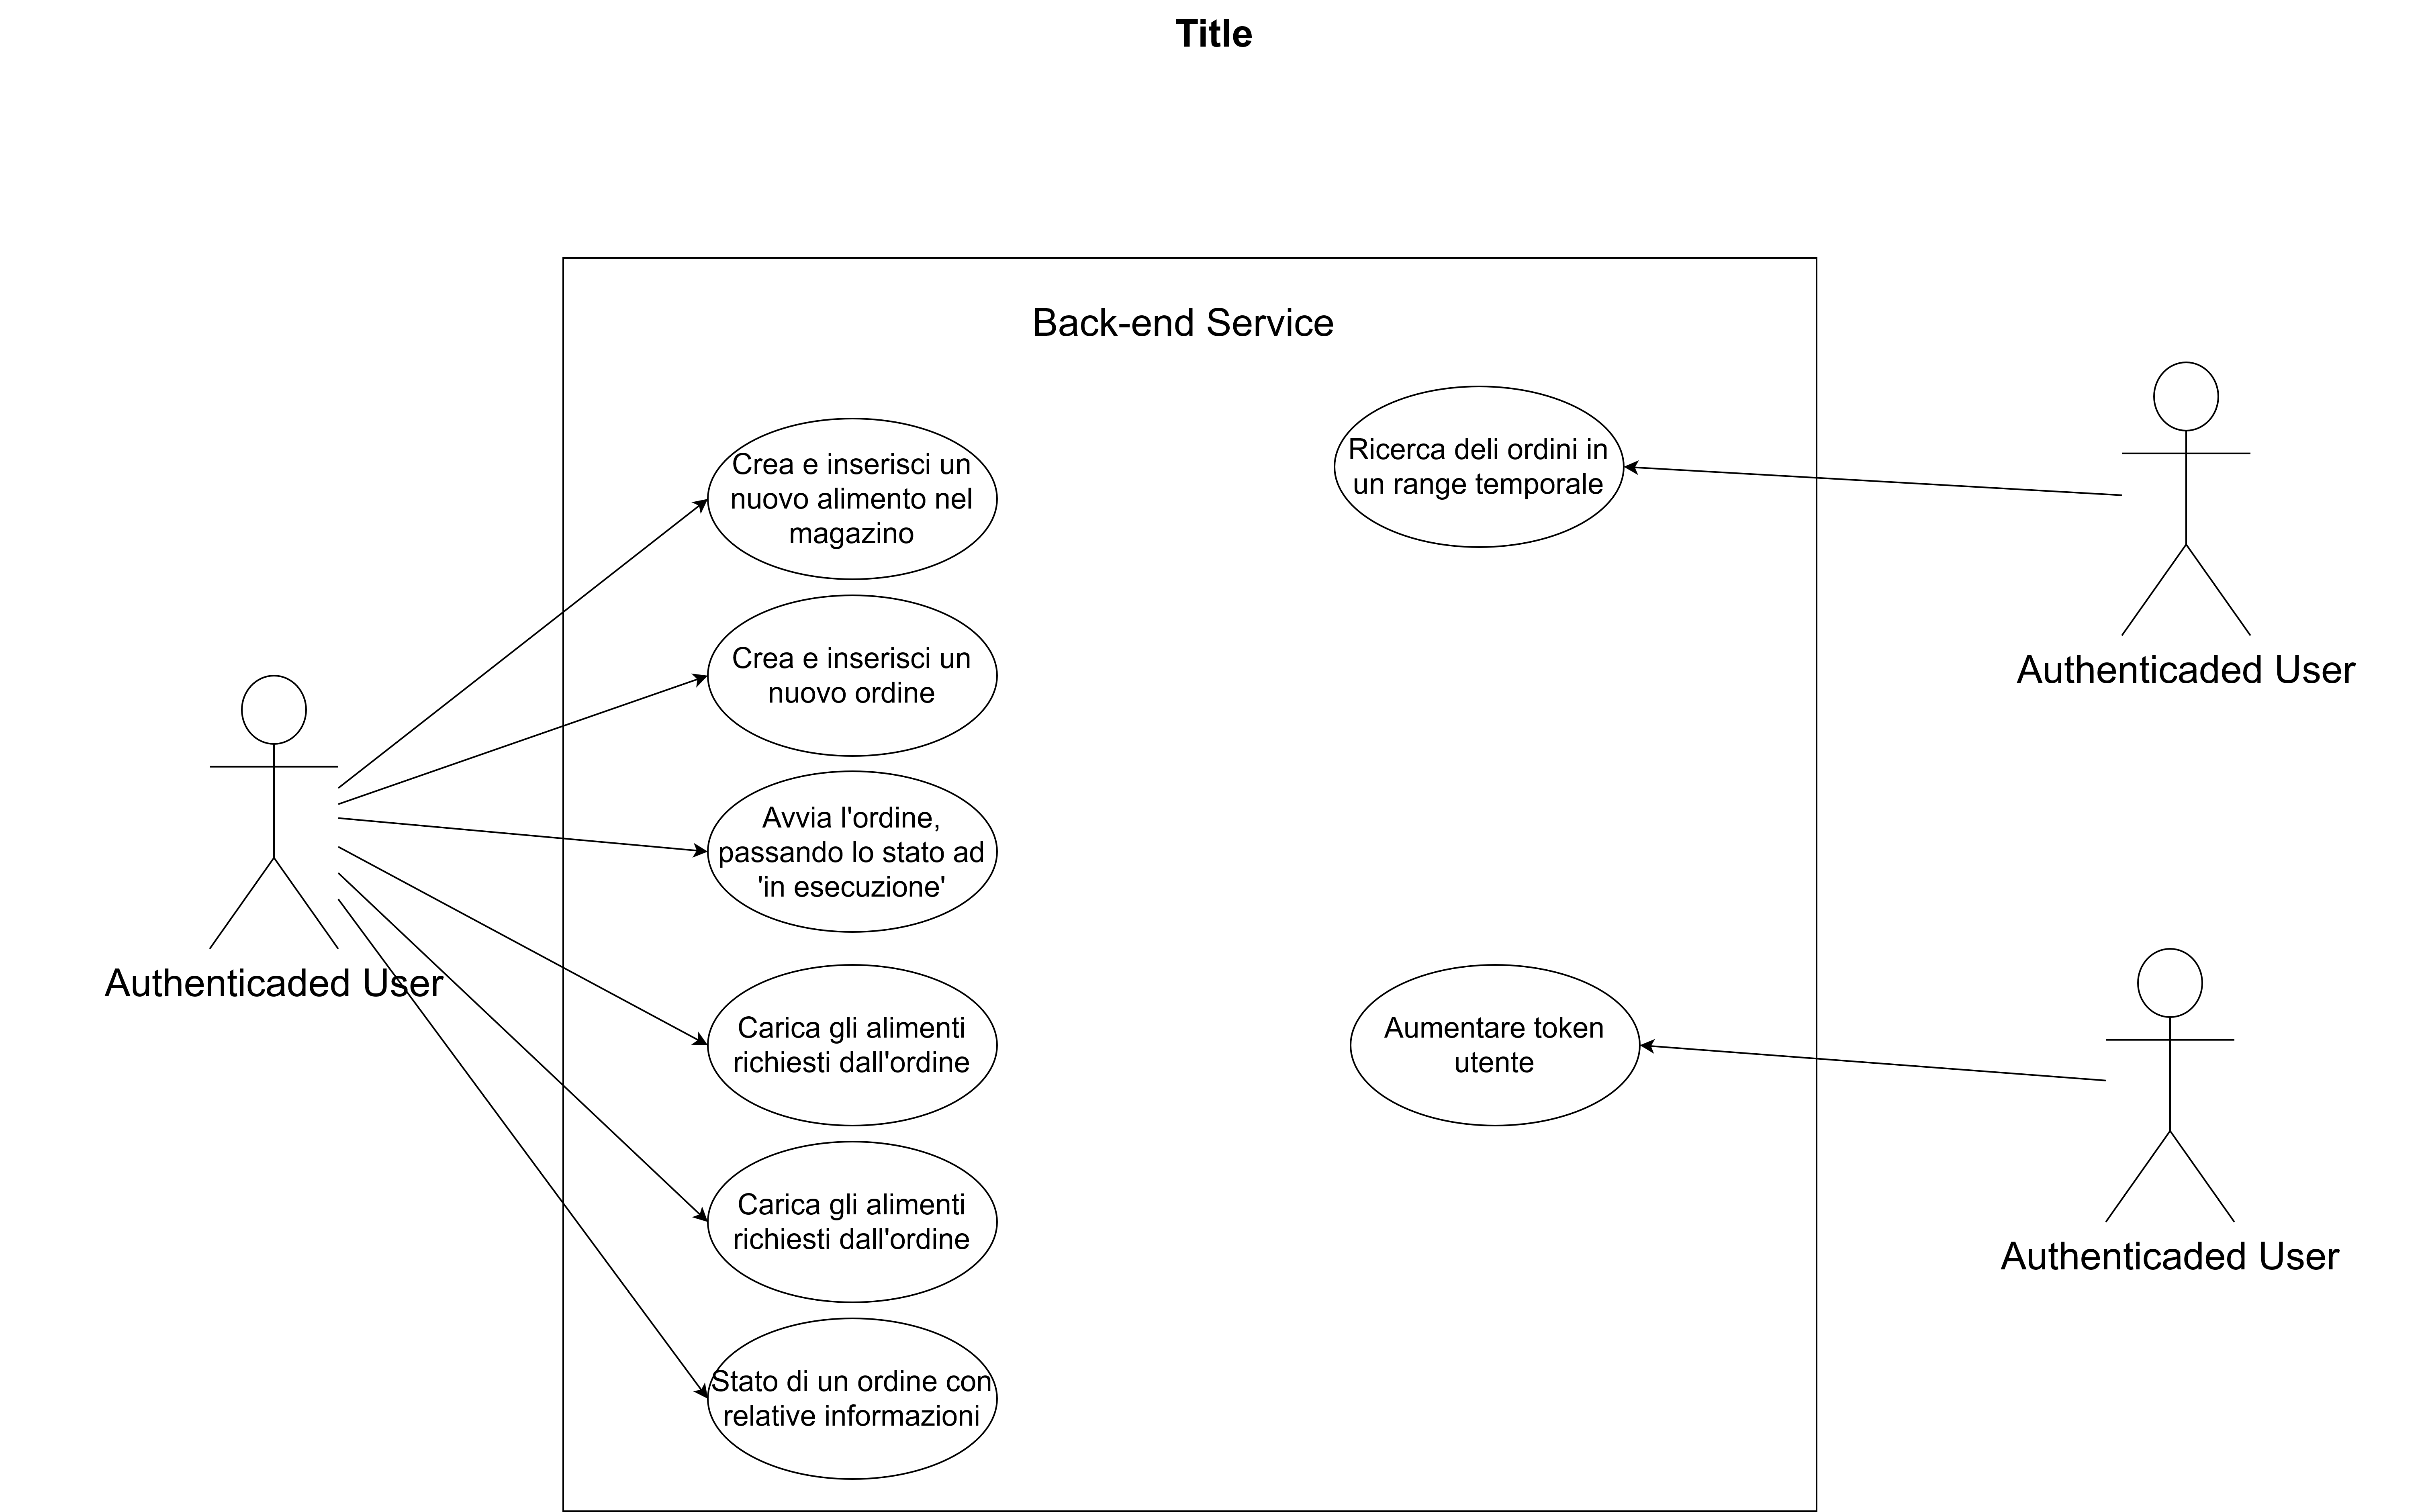 Title
Back-end Service
Crea e inserisci un
nuovo alimento nel
magazino
Crea e inserisci un
nuovo ordine
Avvia l'ordine,
passando lo stato ad
'in esecuzione'
Carica gli alimenti
richiesti dall'ordine
Carica gli alimenti
richiesti dall'ordine
Stato di un ordine con
relative informazioni
Authenticaded User
Ricerca deli ordini in
un range temporale
Authenticaded User
Aumentare token
utente
Authenticaded User